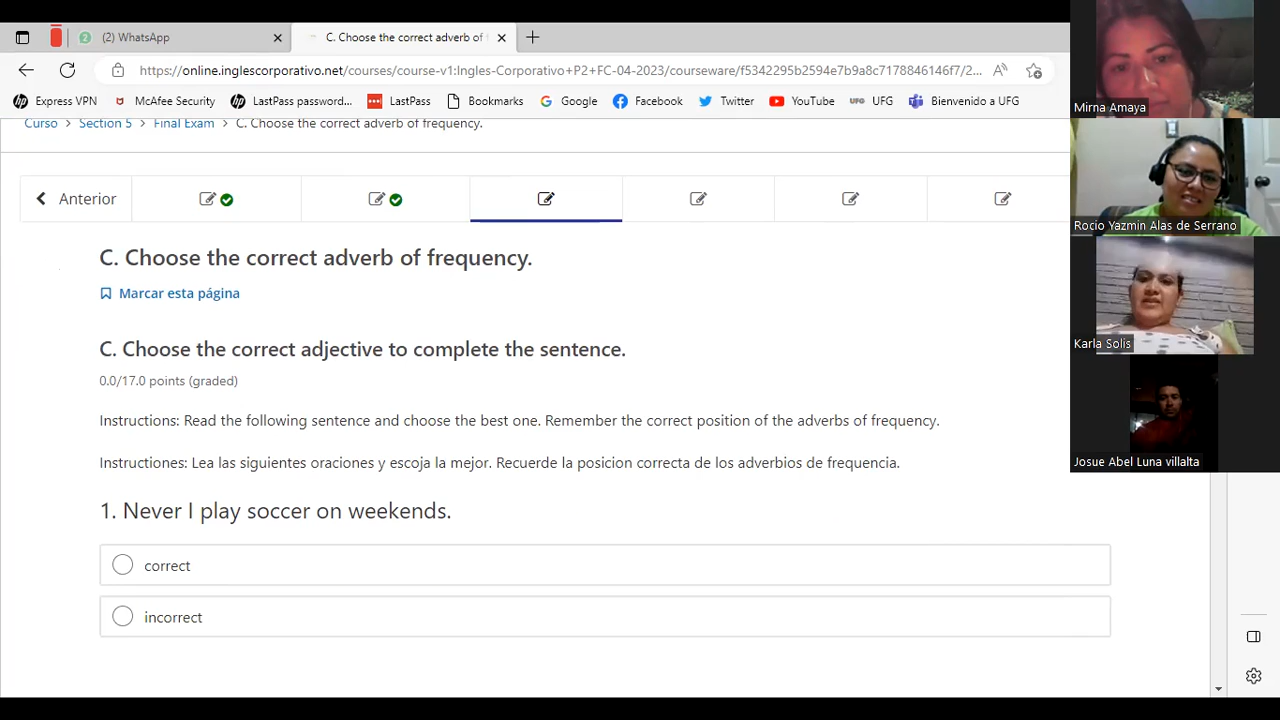 (2) WhatsApp
C. Choose the correct adverb of
https://online.inglescorporativo.net/courses/course-v1:Ingles-Corporativo+P2+FC-04-2023/courseware/f5342295b2594e7b9a8c7178846146f7/2...
Express VPN
McAfee Security
LastPass password...
LastPass
Bookmarks
Google
Facebook
Twitter
YouTube
UFG
UFG
Bienvenido a UFG
Curso > Section 5 > Final Exam > C. Choose the correct adverb of frequency.
Anterior
C. Choose the correct adverb of frequency.
Marcar esta página
C. Choose the correct adjective to complete the sentence.
0.0/17.0 points (graded)
Instructions: Read the following sentence and choose the best one. Remember the correct position of the adverbs of frequency.
Instructiones: Lea las siguientes oraciones y escoja la mejor. Recuerde la posicion correcta de los adverbios de frequencia.
1. Never I play soccer on weekends.
correct
incorrect
Mirna Amaya
Rocio Yazmin Alas de Serrano
Karla Solis
Josue Abel Luna villalta